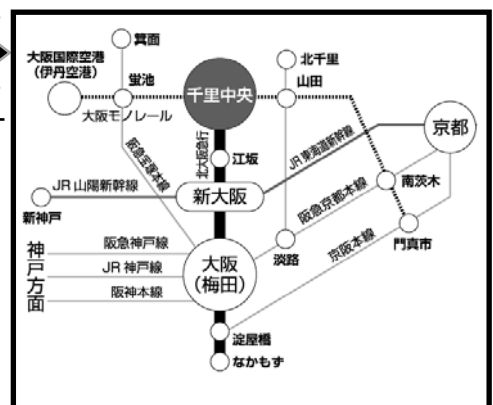 箕面
北千里
大阪国際空港
（伊丹空港）
蛍池
千里中央
山田
大阪モノレール
京都
北大阪急行
江坂
JR東海道新幹線
阪急宝塚本線
JR山陽新幹線
新大阪
南茨木
新神戸
阪急京都本線
神戸方面
阪急神戸線
JR神戸線
阪神本線
大阪
（梅田）
淡路
京阪本線
門真市
淀屋橋
なかもず